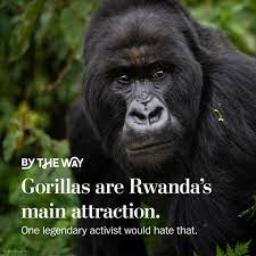 BY THE WAY
Gorillas are Rwanda's
main attraction.
One legendary activist would hate that.